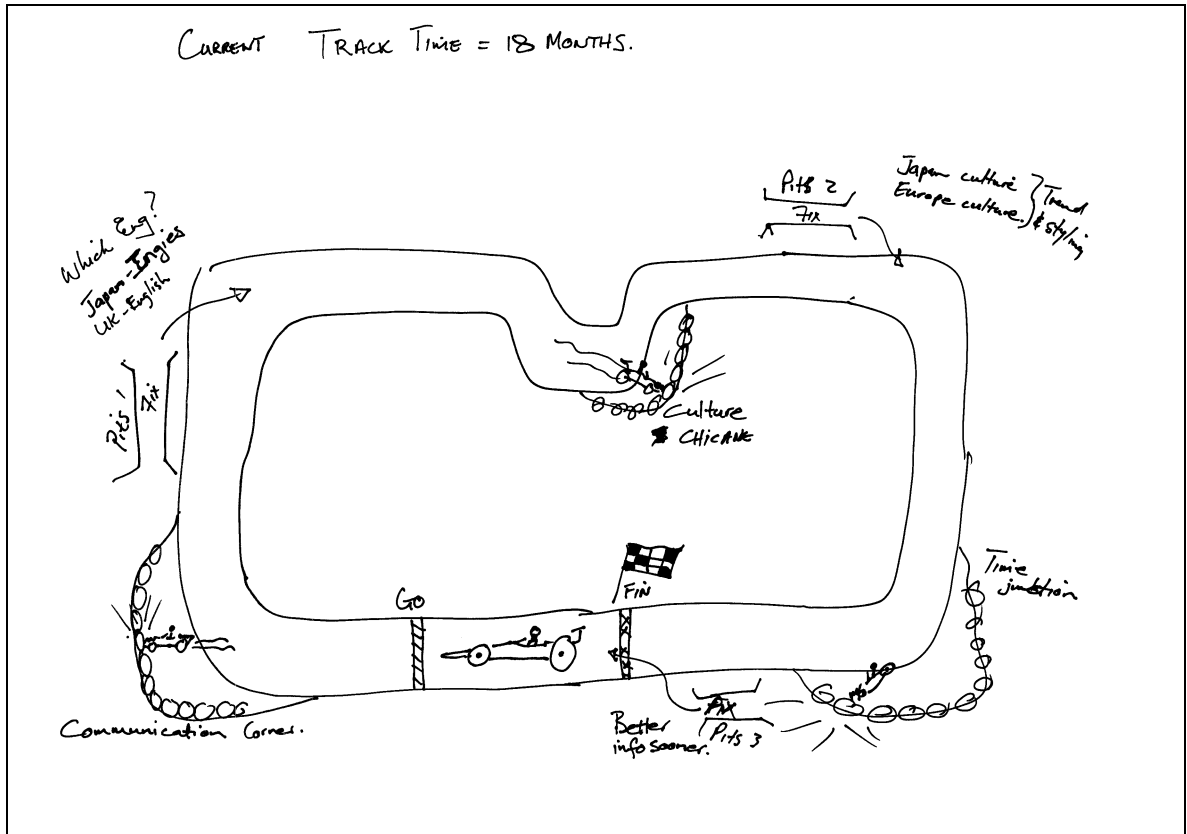 CURRENT TRACK TIME = 18 MONTHS.
Pits 2
Fix
Japan culture
Europe culture.
Trend
& styling
Which Eng?
Japan-Engies
UK-English
Pits 1
Fix
Culture
CHICANE
Time
junction
GO
FIN
Communication Corner.
Better
info sooner.
Fix
Pits 3